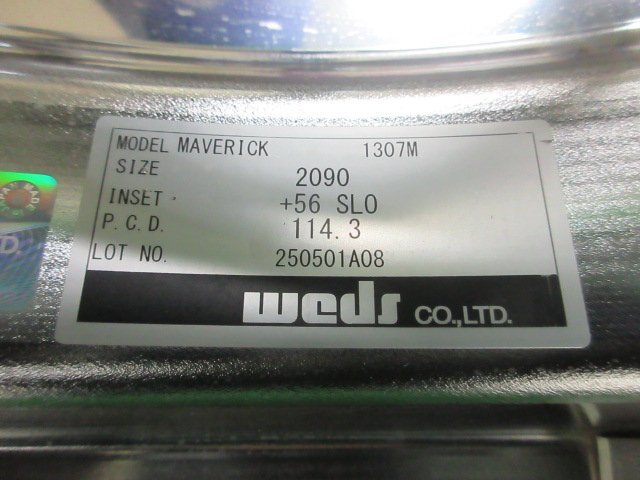 MODEL MAVERICK 1307M
SIZE 2090
INSET +56 SLO
P.C.D. 114.3
LOT NO. 250501A08
weds CO.,LTD.